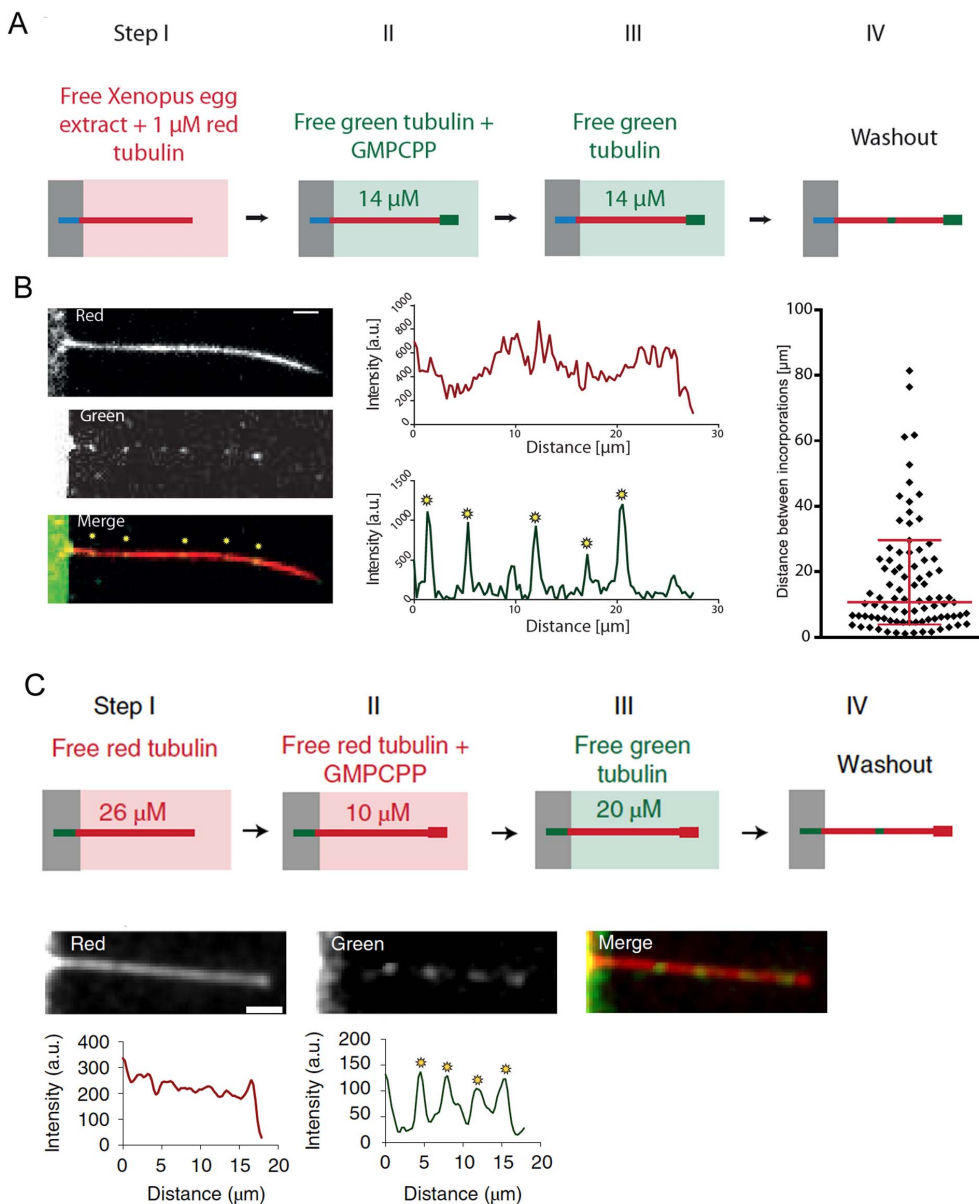 A
Step I
II
III
IV
Free Xenopus egg
extract + 1 µM red
tubulin
Free green tubulin +
GMPCPP
Free green
tubulin
Washout
14 µM
14 µM
B
Red
Green
Merge
Intensity [a.u.]
1000
800
600
400
200
0
0
10
20
30
Distance [µm]
Intensity [a.u.]
1500
1000
500
0
0
10
20
30
Distance [µm]
Distance between incorporations [µm]
100
80
60
40
20
0
C
Step I
II
III
IV
Free red tubulin
Free red tubulin +
GMPCPP
Free green
tubulin
Washout
26 µM
10 µM
20 µM
Red
Green
Merge
Intensity (a.u.)
400
300
200
100
0
0
5
10
15
20
Distance (µm)
Intensity (a.u.)
200
150
100
50
0
0
5
10
15
20
Distance (µm)